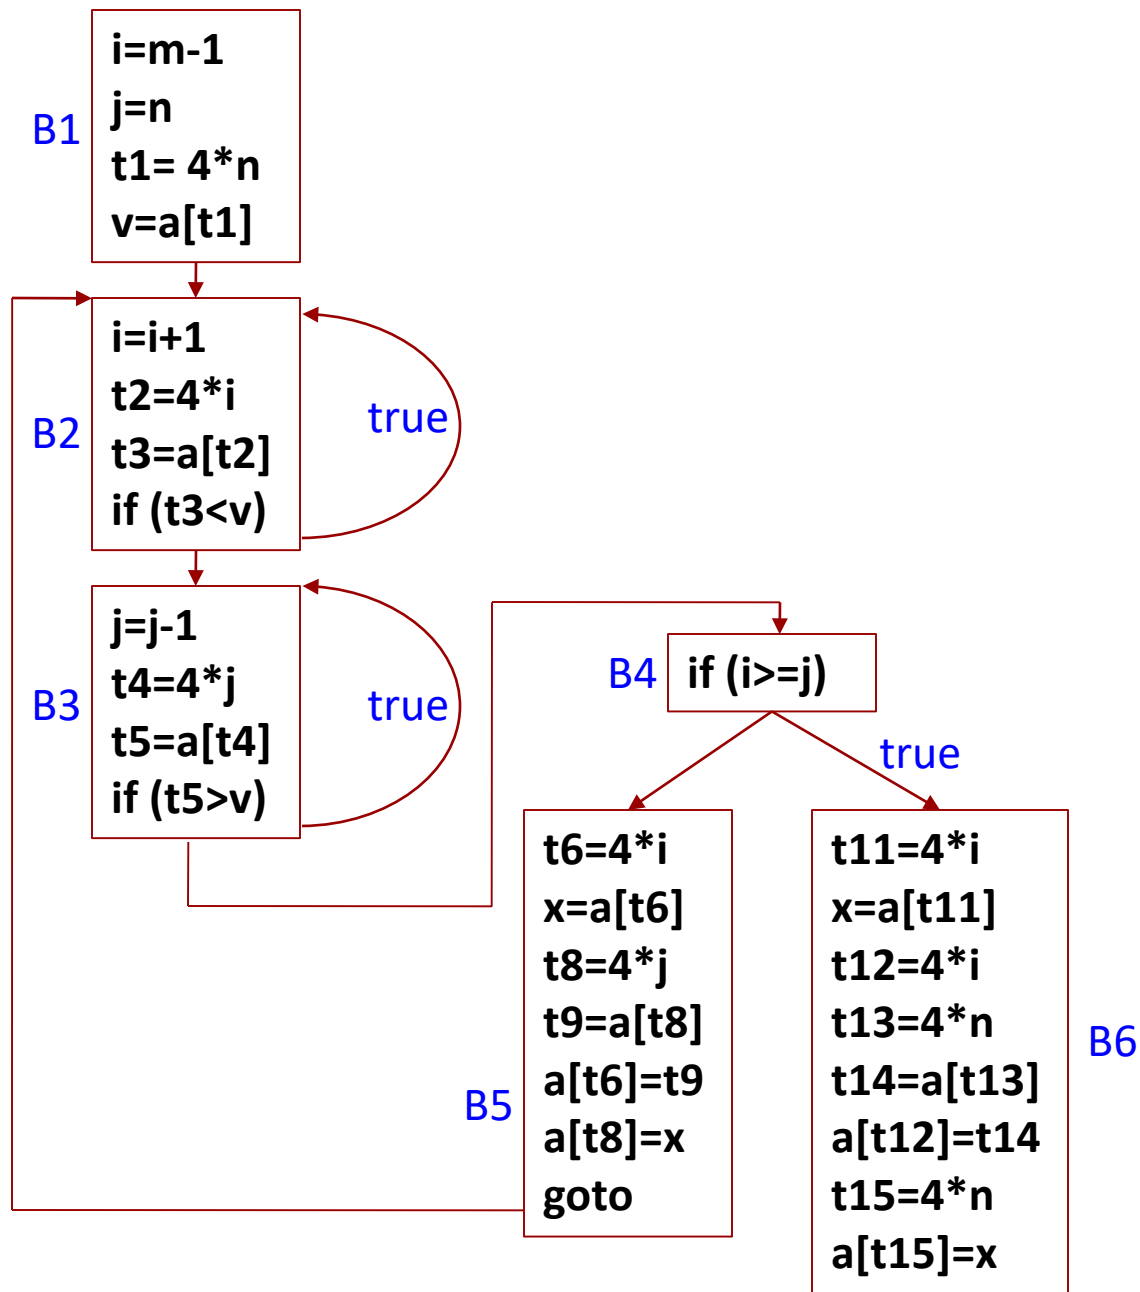 B1
i=m-1
j=n
t1= 4*n
v=a[t1]
B2
i=i+1
t2=4*i
t3=a[t2]
if (t3<v)
true
B3
j=j-1
t4=4*j
t5=a[t4]
if (t5>v)
true
B4
if (i>=j)
true
B5
t6=4*i
x=a[t6]
t8=4*j
t9=a[t8]
a[t6]=t9
a[t8]=x
goto
B6
t11=4*i
x=a[t11]
t12=4*i
t13=4*n
t14=a[t13]
a[t12]=t14
t15=4*n
a[t15]=x